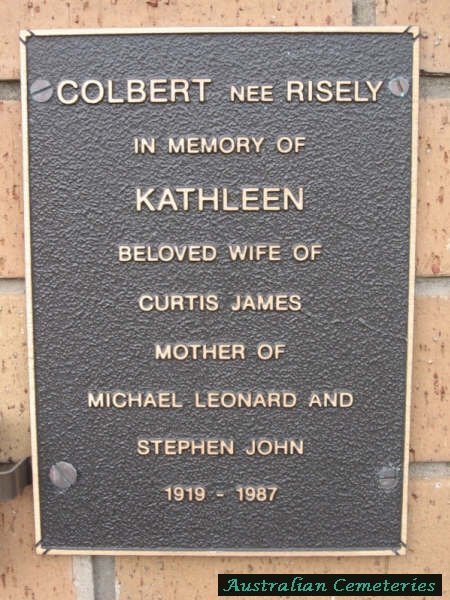 COLBERT NEE RISELY
IN MEMORY OF
KATHLEEN
BELOVED WIFE OF
CURTIS JAMES
MOTHER OF
MICHAEL LEONARD AND
STEPHEN JOHN
1919 - 1987
Australian Cemeteries